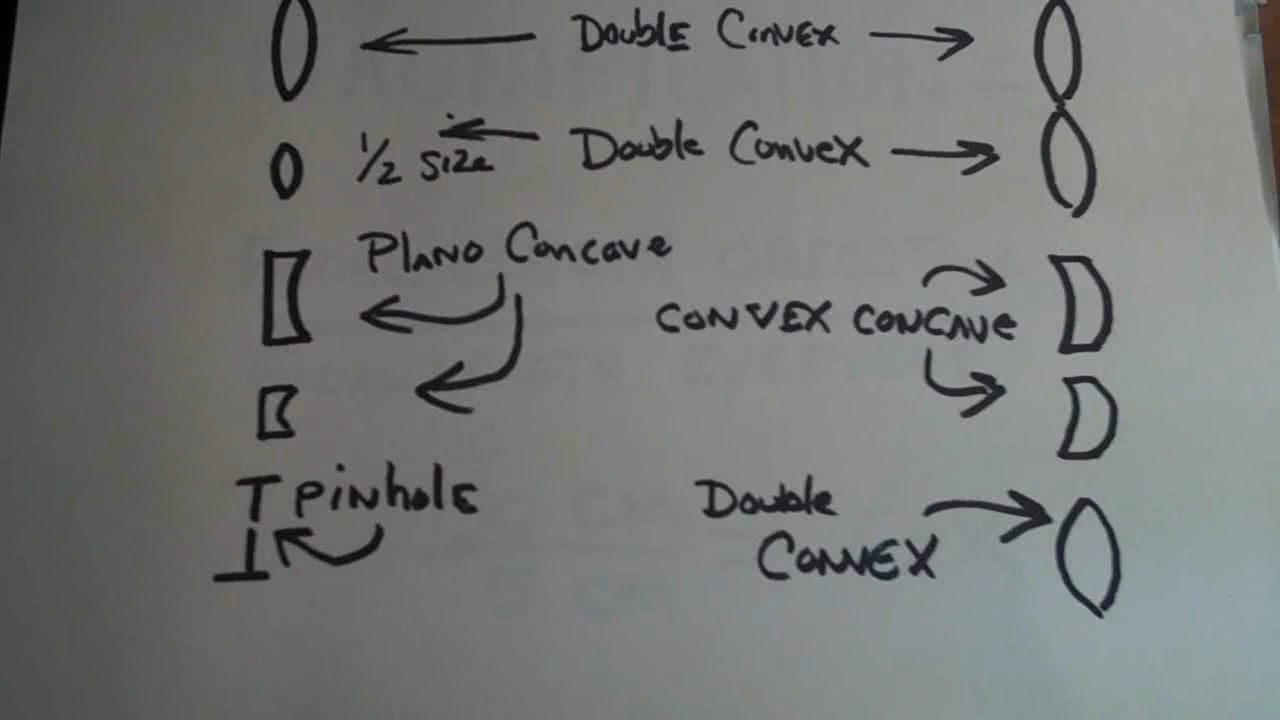 Double Convex
1/2 Size Double Convex
Plano Concave
CONVEX CONCAVE
pinhole
Double
CONVEX